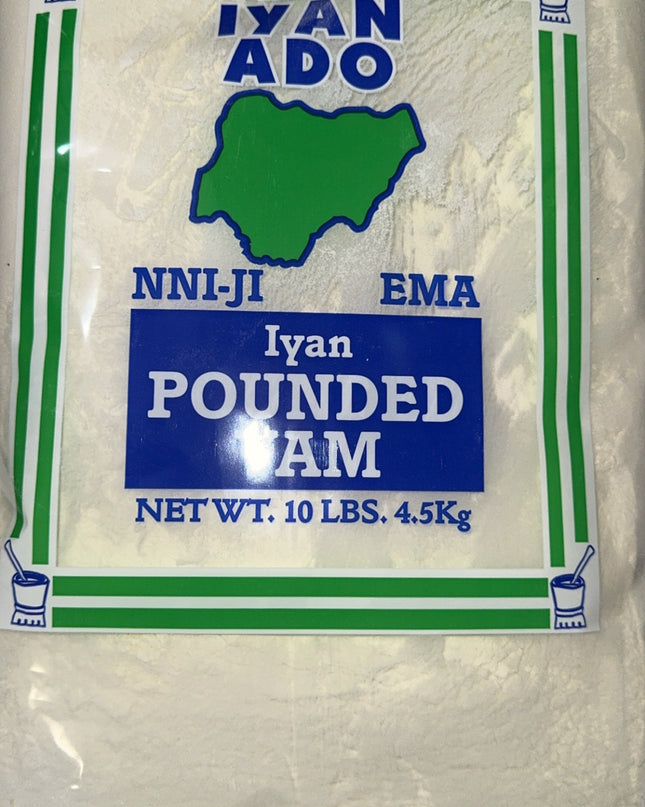 IYAN
ADO
NNI-JI EMA
Iyan
POUNDED
YAM
NET WT. 10 LBS. 4.5Kg